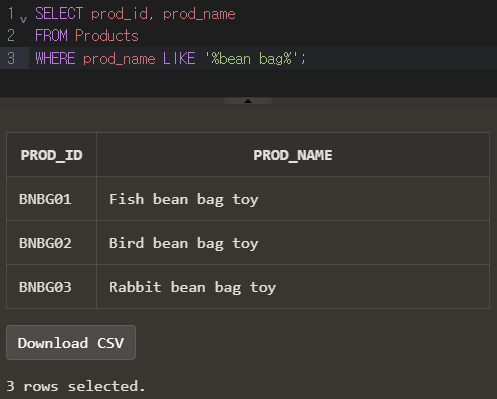 1 SELECT prod_id, prod_name
2 FROM Products
3 WHERE prod_name LIKE '%bean bag%';
PROD_ID PROD_NAME
BNBG01 Fish bean bag toy
BNBG02 Bird bean bag toy
BNBG03 Rabbit bean bag toy
Download CSV
3 rows selected.